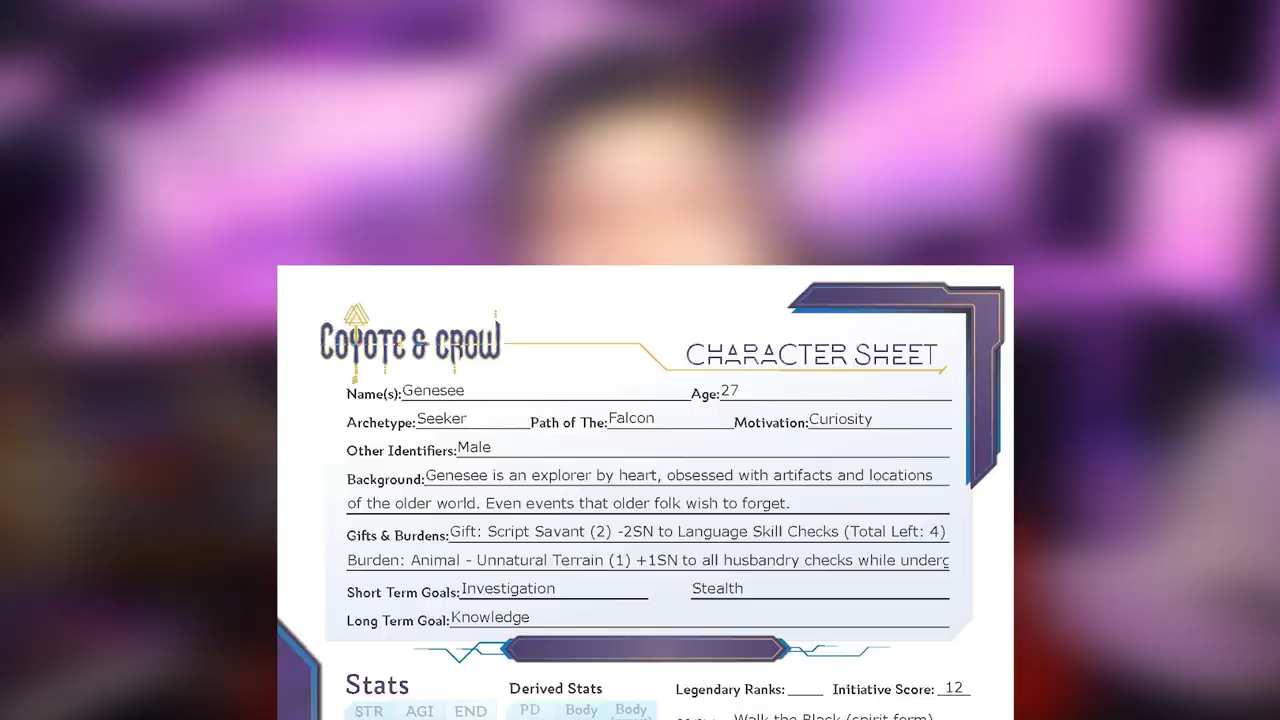 COYOTE & CROW
CHARACTER SHEET
Name(s): Genesee Age: 27
Archetype: Seeker Path of The: Falcon Motivation: Curiosity
Other Identifiers: Male
Background: Genesee is an explorer by heart, obsessed with artifacts and locations
of the older world. Even events that older folk wish to forget.
Gifts & Burdens: Gift: Script Savant (2) -2SN to Language Skill Checks (Total Left: 4)
Burden: Animal - Unnatural Terrain (1) +1SN to all husbandry checks while underg
Short Term Goals: Investigation Stealth
Long Term Goal: Knowledge
Stats Derived Stats Legendary Ranks: Initiative Score: 12
STR AGI END PD Body Body
Walk the Black (spirit form)